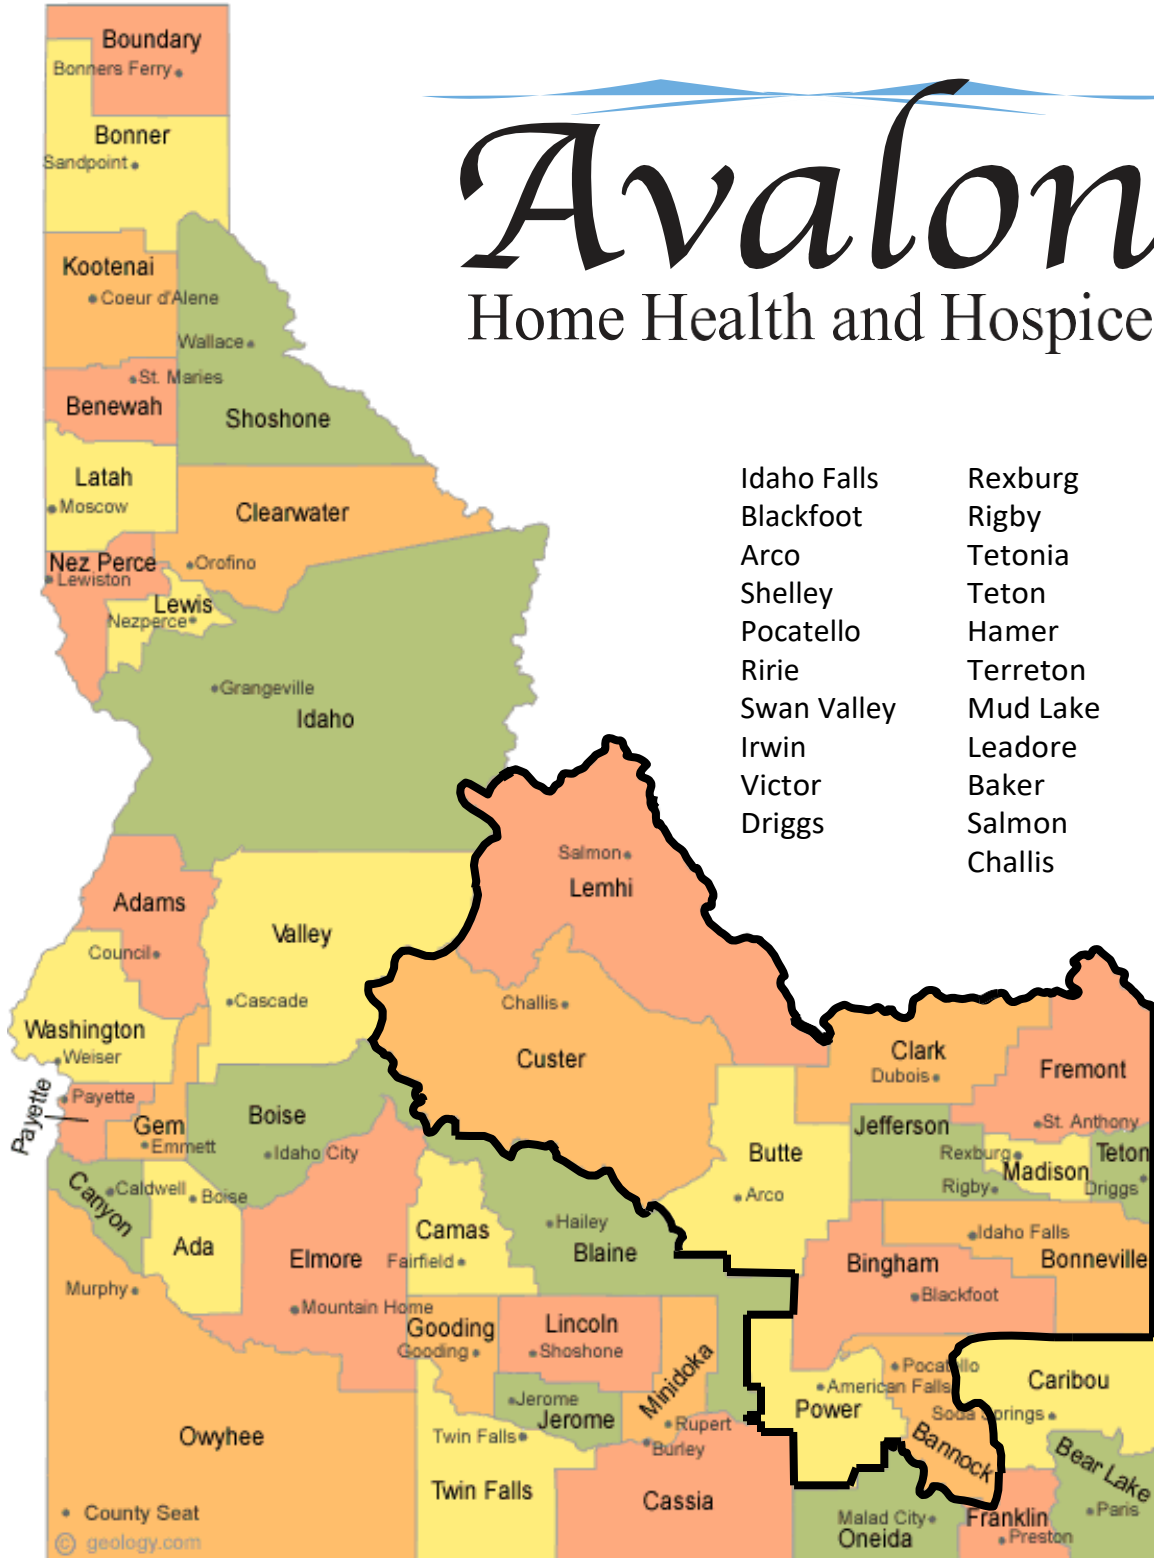 Boundary
Bonners Ferry
Bonner
Sandpoint
Avalon
Home Health and Hospice
Kootenai
Coeur d'Alene
Wallace
St. Maries
Benewah
Shoshone
Latah
Moscow
Clearwater
Nez Perce
Orofino
Lewiston
Lewis
Nezperce
Grangeville
Idaho
Idaho Falls
Blackfoot
Arco
Shelley
Pocatello
Ririe
Swan Valley
Irwin
Victor
Driggs
Rexburg
Rigby
Tetonia
Teton
Hamer
Terreton
Mud Lake
Leadore
Baker
Salmon
Challis
Salmon
Lemhi
Adams
Council
Valley
Cascade
Washington
Weiser
Challis
Custer
Clark
Dubois
Fremont
St. Anthony
Payette
Payette
Gem
Emmett
Boise
Idaho City
Butte
Arco
Jefferson
Rexburg
Madison
Teton
Rigby
Driggs
Canyon
Caldwell
Boise
Ada
Elmore
Mountain Home
Camas
Fairfield
Hailey
Blaine
Bingham
Blackfoot
Idaho Falls
Bonneville
Murphy
Gooding
Gooding
Lincoln
Shoshone
Minidoka
Jerome
Jerome
Rupert
Burley
Pocatello
American Falls
Power
Caribou
Soda Springs
Bannock
Bear Lake
Paris
Owyhee
Twin Falls
Twin Falls
Cassia
Malad City
Oneida
Franklin
Preston
County Seat
© geology.com